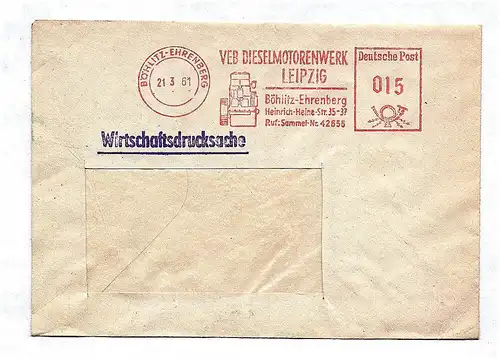 BÖHLITZ-EHRENBERG
21 3 61
VEB DIESELMOTORENWERK
LEIPZIG
Böhlitz-Ehrenberg
Heinrich-Heine-Str. 35-37
Ruf: Sammel-Nr. 42655
Deutsche Post
015
Wirtschaftsdrucksache